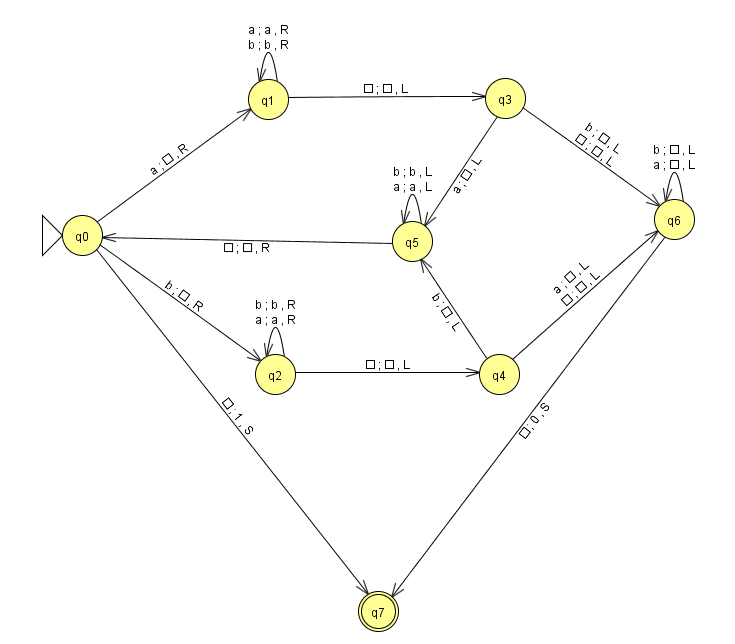 a ; a , R
b ; b , R
q1
□ ; □ , L
q3
b ; □ , L
□ ; □ , L
a ; □ , R
a ; □ , L
b ; □ , L
a ; □ , L
b ; b , L
a ; a , L
q0
□ ; □ , R
q5
q6
b ; □ , R
b ; b , R
a ; a , R
b ; □ , L
a ; □ , L
□ ; □ , L
q2
□ ; □ , L
q4
□ ; 1 , S
□ ; 0 , S
q7